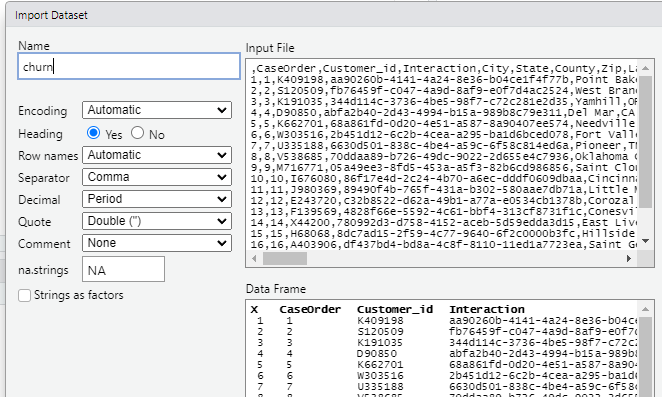 Import Dataset
Name
churn
Encoding Automatic
Heading Yes No
Row names Automatic
Separator Comma
Decimal Period
Quote Double (")
Comment None
na.strings NA
Strings as factors
Input File
,CaseOrder,Customer_id,Interaction,City,State,County,Zip,La
1,1,K409198,aa90260b-4141-4a24-8e36-b04ce1f4f77b,Point Bake
2,2,S120509,fb76459f-c047-4a9d-8af9-e0f7d4ac2524,West Bran
3,3,K191035,344d114c-3736-4be5-98f7-c72c281e2d35,Yamhill,OR
4,4,D90850,abfa2b40-2d43-4994-b15a-989b8c79e311,Del Mar,CA
5,5,K662701,68a861fd-0d20-4e51-a587-8a90407ee574,Needville
6,6,W303516,2b451d12-6c2b-4cea-a295-ba1d6bced078,Fort Vall
7,7,U335188,6630d501-838c-4be4-a59c-6f58c814ed6a,Pioneer,TN
8,8,V538685,70ddaa89-b726-49dc-9022-2d655e4c7936,Oklahoma C
9,9,M716771,05a49ee3-8fd5-453a-a5f3-82b6cd986856,Saint Clo
10,10,I676080,86f17e4d-2c24-4b70-a6ec-dddf0609dbaa,Cincinna
11,11,J980369,89490f4b-765f-431a-b302-580aae7db71a,Little M
12,12,E243720,c32b8522-d62a-49b1-a77a-e0534cb1378b,Corozal
13,13,F139569,4828f66e-5592-4c61-bbf4-313cf8731f1c,Conesvil
14,14,X44200,780992d3-d758-4152-aceb-5d59edda3d15,East Live
15,15,H68068,8dc7ad15-2f59-4c77-9640-6f2c0000b3fc,Hillside
16,16,A403906,df437bd4-bd8a-4c8f-8110-11ed1a7723ea,Saint Ge
Data Frame
X CaseOrder Customer_id Interaction
1 1 K409198 aa90260b-4141-4a24-8e36-b04ce
2 2 S120509 fb76459f-c047-4a9d-8af9-e0f7d
3 3 K191035 344d114c-3736-4be5-98f7-c72c2
4 4 D90850 abfa2b40-2d43-4994-b15a-989b8
5 5 K662701 68a861fd-0d20-4e51-a587-8a904
6 6 W303516 2b451d12-6c2b-4cea-a295-ba1d6
7 7 U335188 6630d501-838c-4be4-a59c-6f58c